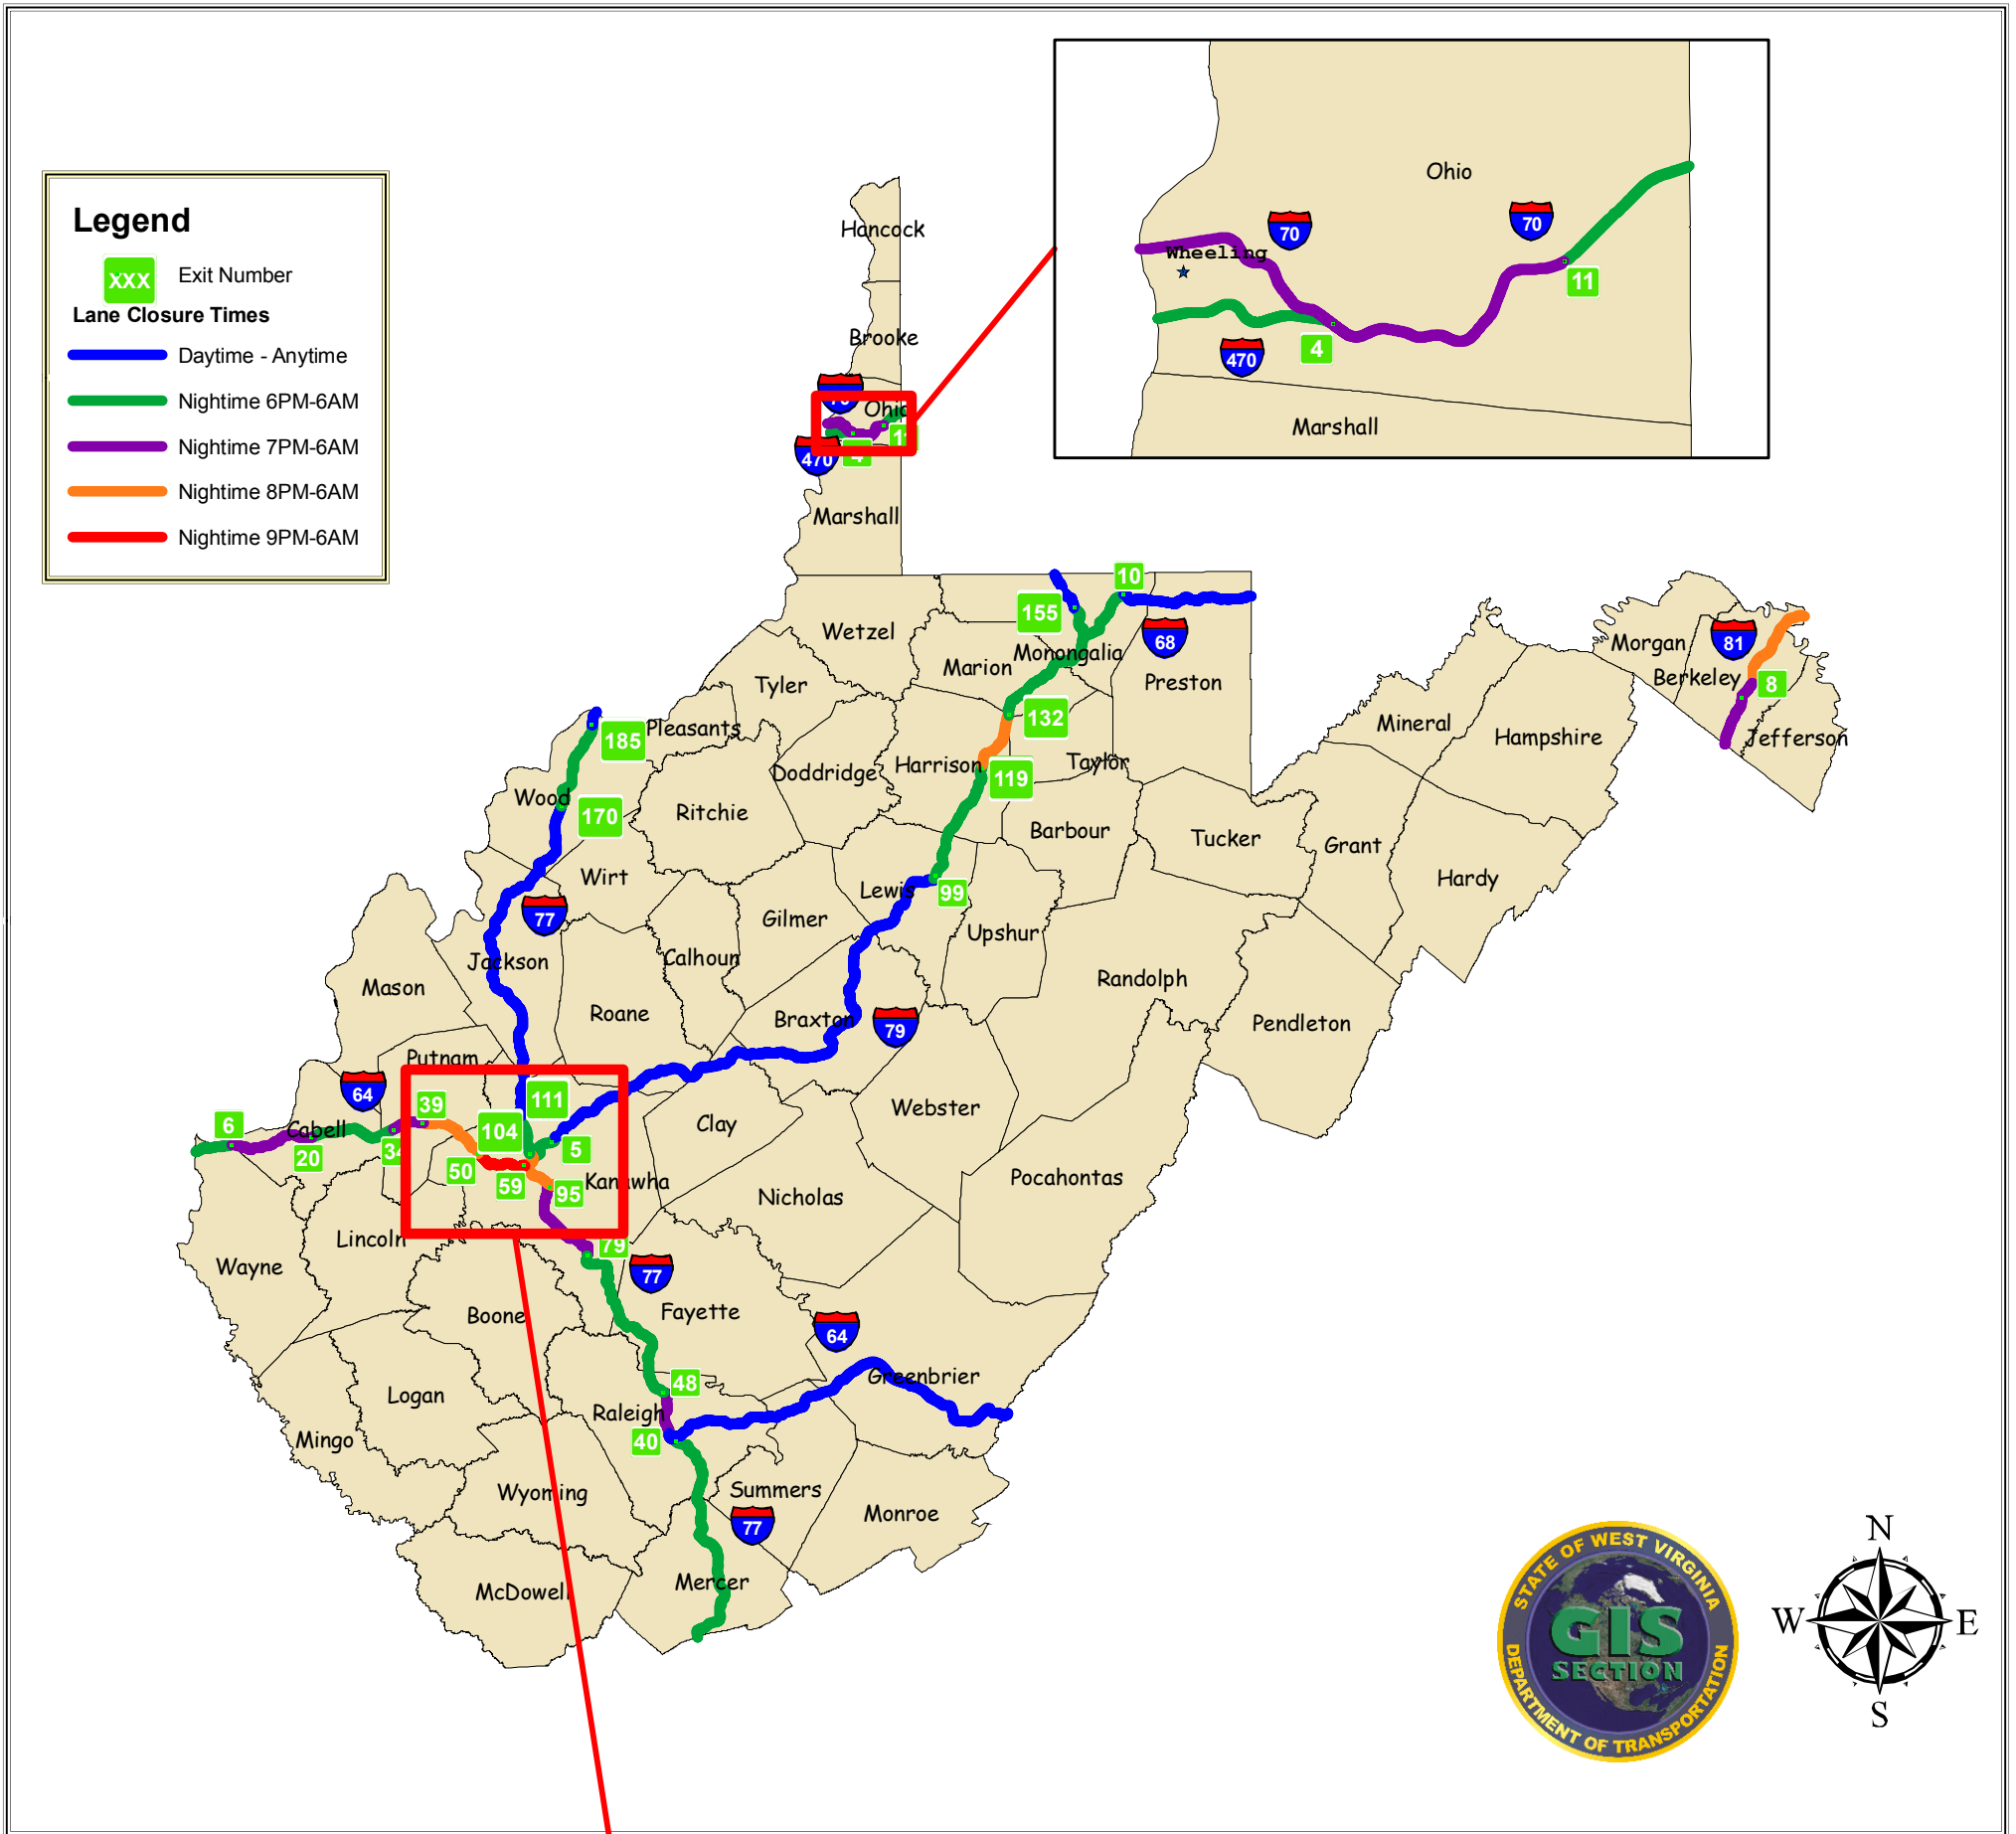 Legend
XXX Exit Number
Lane Closure Times
Daytime - Anytime
Nightime 6PM-6AM
Nightime 7PM-6AM
Nightime 8PM-6AM
Nightime 9PM-6AM
Ohio
70
70
Wheeling
11
4
470
Marshall
Hancock
Brooke
Ohio
470
Marshall
10
155
68
Wetzel
Marion
Monongalia
Preston
Morgan
81
Berkeley
8
Jefferson
Tyler
Pleasants
185
132
Mineral
Hampshire
Wood
170
Doddridge
Harrison
119
Taylor
Ritchie
Barbour
Tucker
Grant
Hardy
Wirt
Lewis
99
77
Gilmer
Upshur
Jackson
Calhoun
Mason
Randolph
Roane
Braxton
79
Pendleton
Putnam
64
39
111
6
Cabell
104
5
Clay
Webster
20
34
50
59
95
Kanawha
Nicholas
Pocahontas
Lincoln
79
Wayne
77
Boone
Fayette
64
Greenbrier
48
Logan
Raleigh
40
Mingo
Wyoming
Summers
77
Monroe
McDowell
Mercer
STATE OF WEST VIRGINIA
GIS
SECTION
DEPARTMENT OF TRANSPORTATION
N
W
E
S